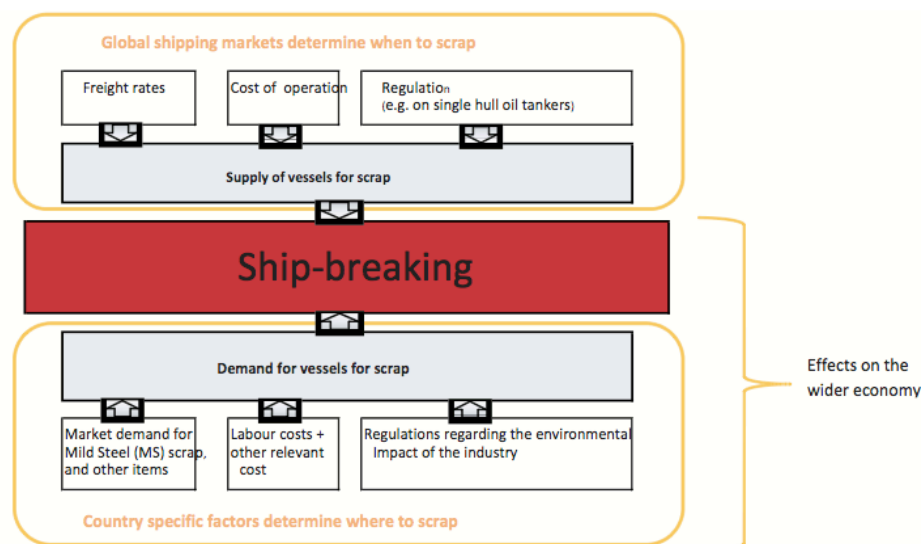 Global shipping markets determine when to scrap
Freight rates
Cost of operation
Regulation
(e.g. on single hull oil tankers)
Supply of vessels for scrap
Ship-breaking
Demand for vessels for scrap
Effects on the
wider economy
Market demand for
Mild Steel (MS) scrap,
and other items
Labour costs +
other relevant
cost
Regulations regarding the environmental
Impact of the industry
Country specific factors determine where to scrap